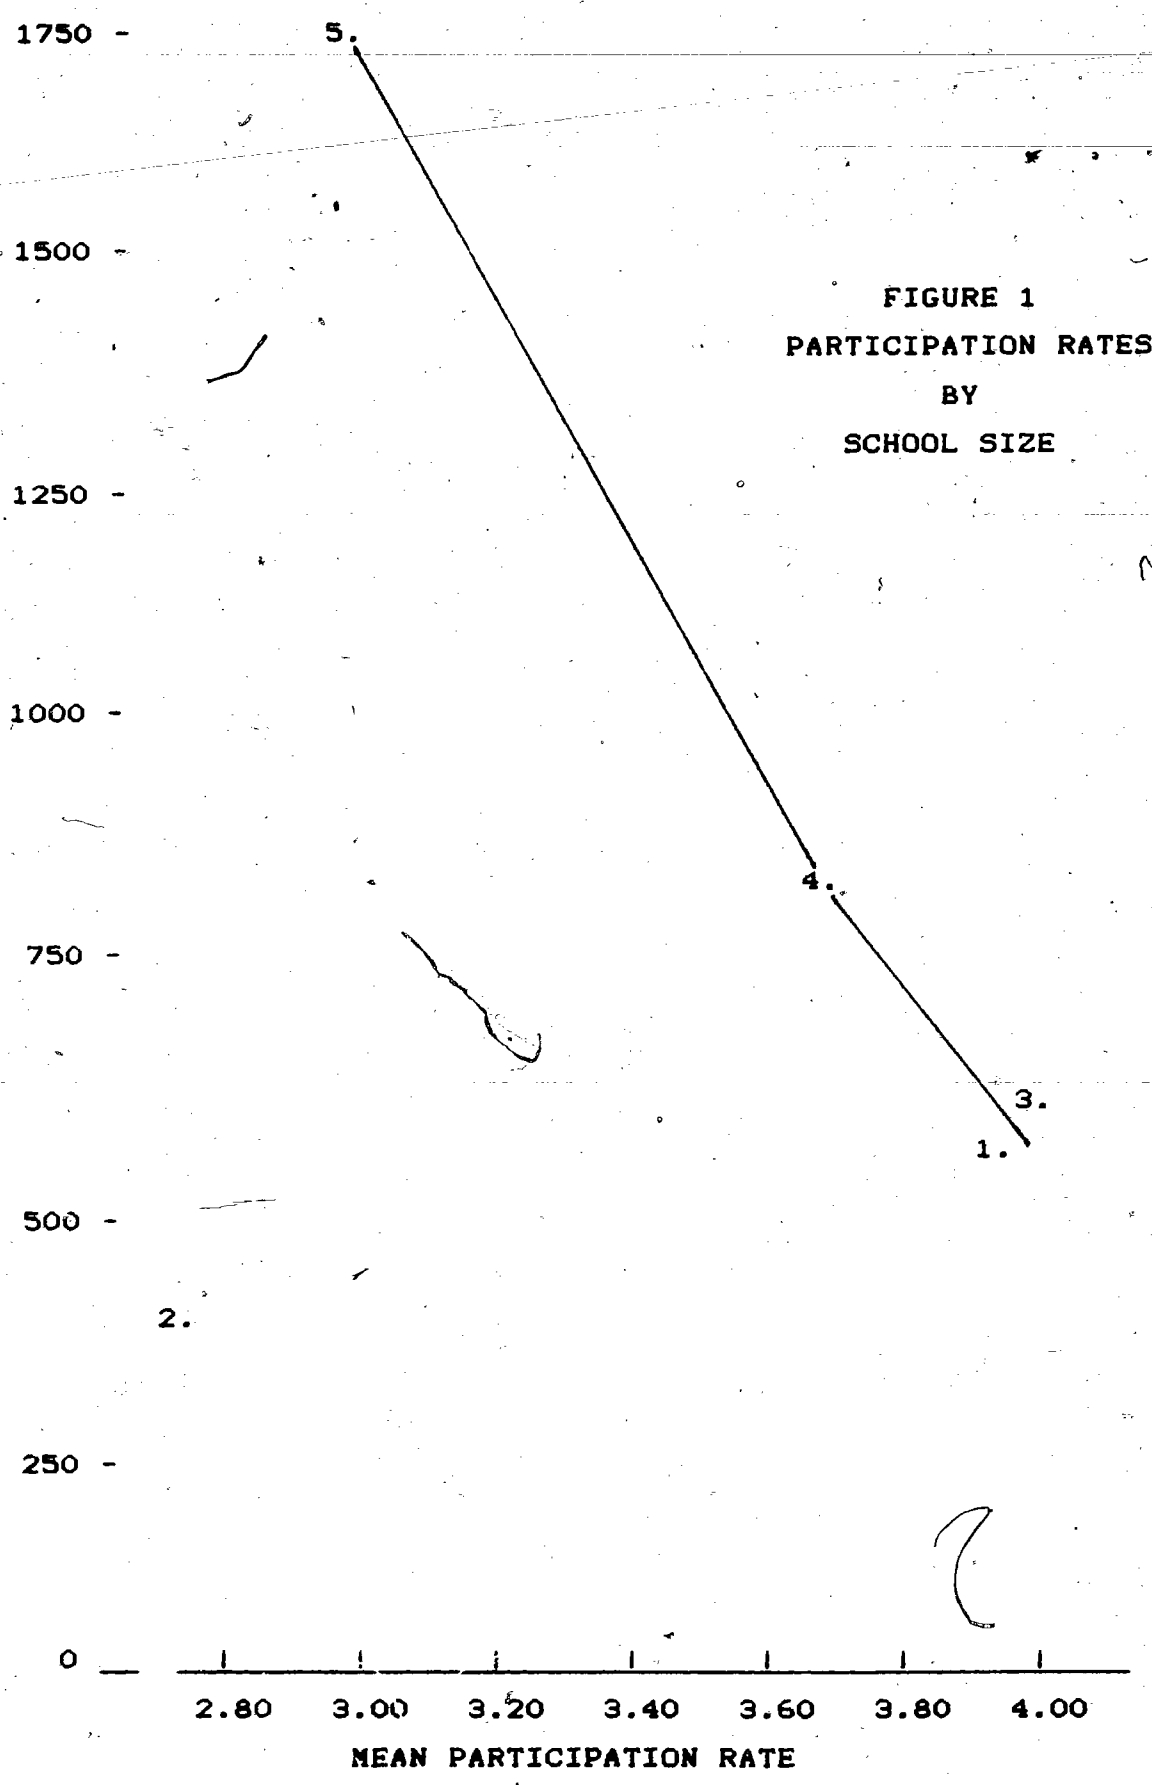 1750 -
5.
1500 -
FIGURE 1
PARTICIPATION RATES
BY
SCHOOL SIZE
1250 -
1000 -
4.
750 -
3.
1.
500 -
2.
250 -
0
2.80 3.00 3.20 3.40 3.60 3.80 4.00
MEAN PARTICIPATION RATE